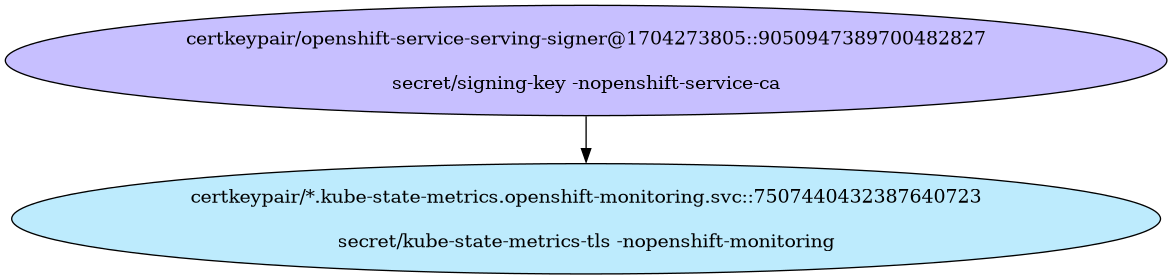 certkeypair/openshift-service-serving-signer@1704273805::9050947389700482827
secret/signing-key -nopenshift-service-ca
certkeypair/*.kube-state-metrics.openshift-monitoring.svc::7507440432387640723
secret/kube-state-metrics-tls -nopenshift-monitoring